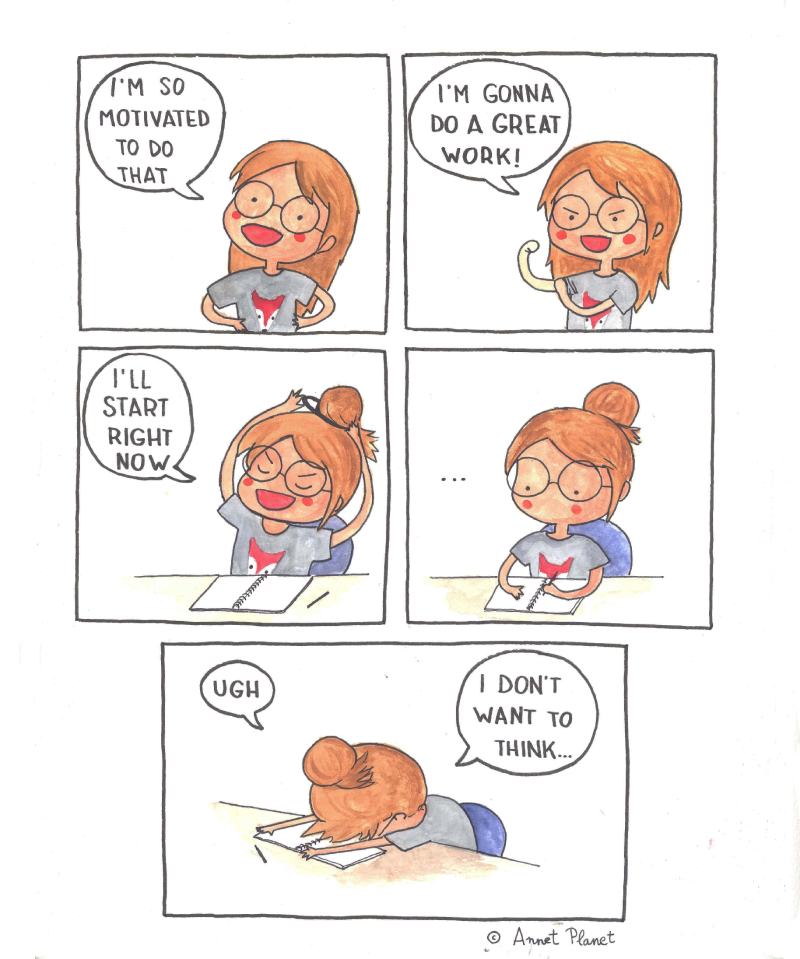 I'M SO
MOTIVATED
TO DO
THAT
I'M GONNA
DO A GREAT
WORK!
I'LL
START
RIGHT
NOW
...
UGH
I DON'T
WANT TO
THINK...
© Annet Planet